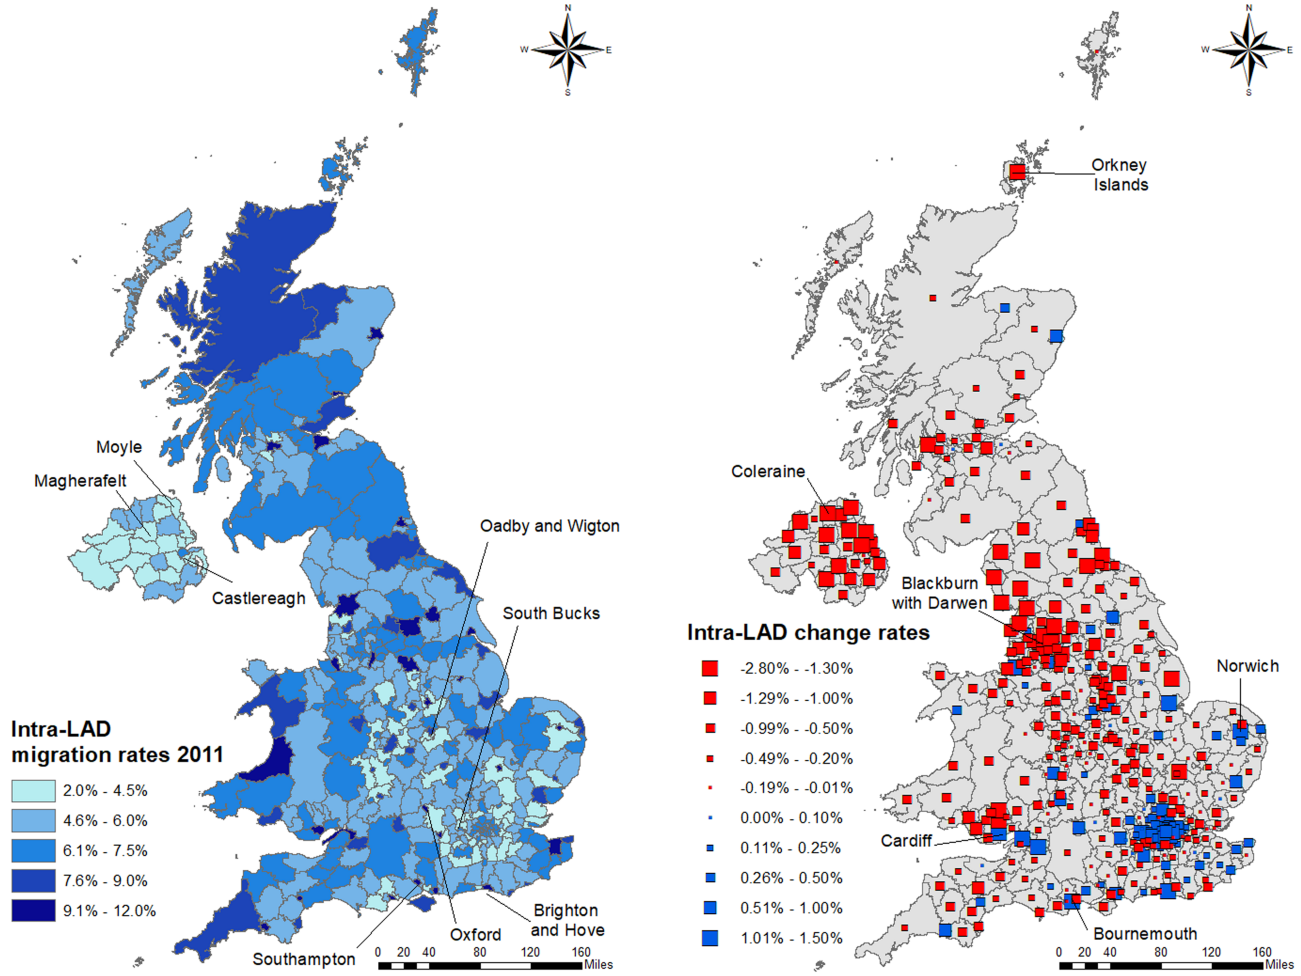 N
W E
S
Moyle
Magherafelt
Oadby and Wigton
Castlereagh
South Bucks
Intra-LAD
migration rates 2011
2.0% - 4.5%
4.6% - 6.0%
6.1% - 7.5%
7.6% - 9.0%
9.1% - 12.0%
Brighton
and Hove
Oxford
Southampton
0 20 40 80 120 160
Miles
N
W E
S
Orkney
Islands
Coleraine
Blackburn
with Darwen
Intra-LAD change rates
-2.80% - -1.30%
-1.29% - -1.00%
-0.99% - -0.50%
-0.49% - -0.20%
-0.19% - -0.01%
0.00% - 0.10%
0.11% - 0.25%
0.26% - 0.50%
0.51% - 1.00%
1.01% - 1.50%
Norwich
Cardiff
Bournemouth
0 20 40 80 120 160
Miles